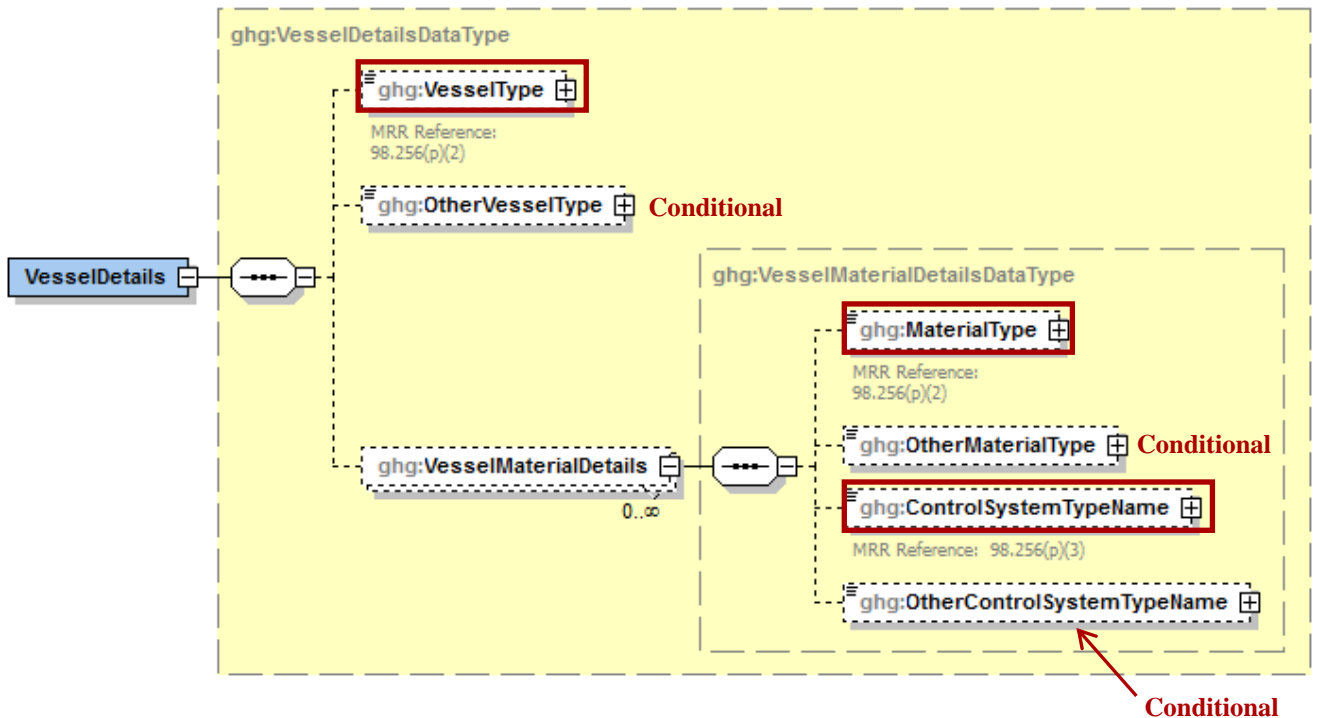 ghg:VesselDetailsDataType
ghg:VesselType
MRR Reference:
98.256(p)(2)
ghg:OtherVesselType
Conditional
VesselDetails
ghg:VesselMaterialDetailsDataType
ghg:MaterialType
MRR Reference:
98.256(p)(2)
ghg:OtherMaterialType
Conditional
ghg:VesselMaterialDetails
0..∞
ghg:ControlSystemTypeName
MRR Reference: 98.256(p)(3)
ghg:OtherControlSystemTypeName
Conditional